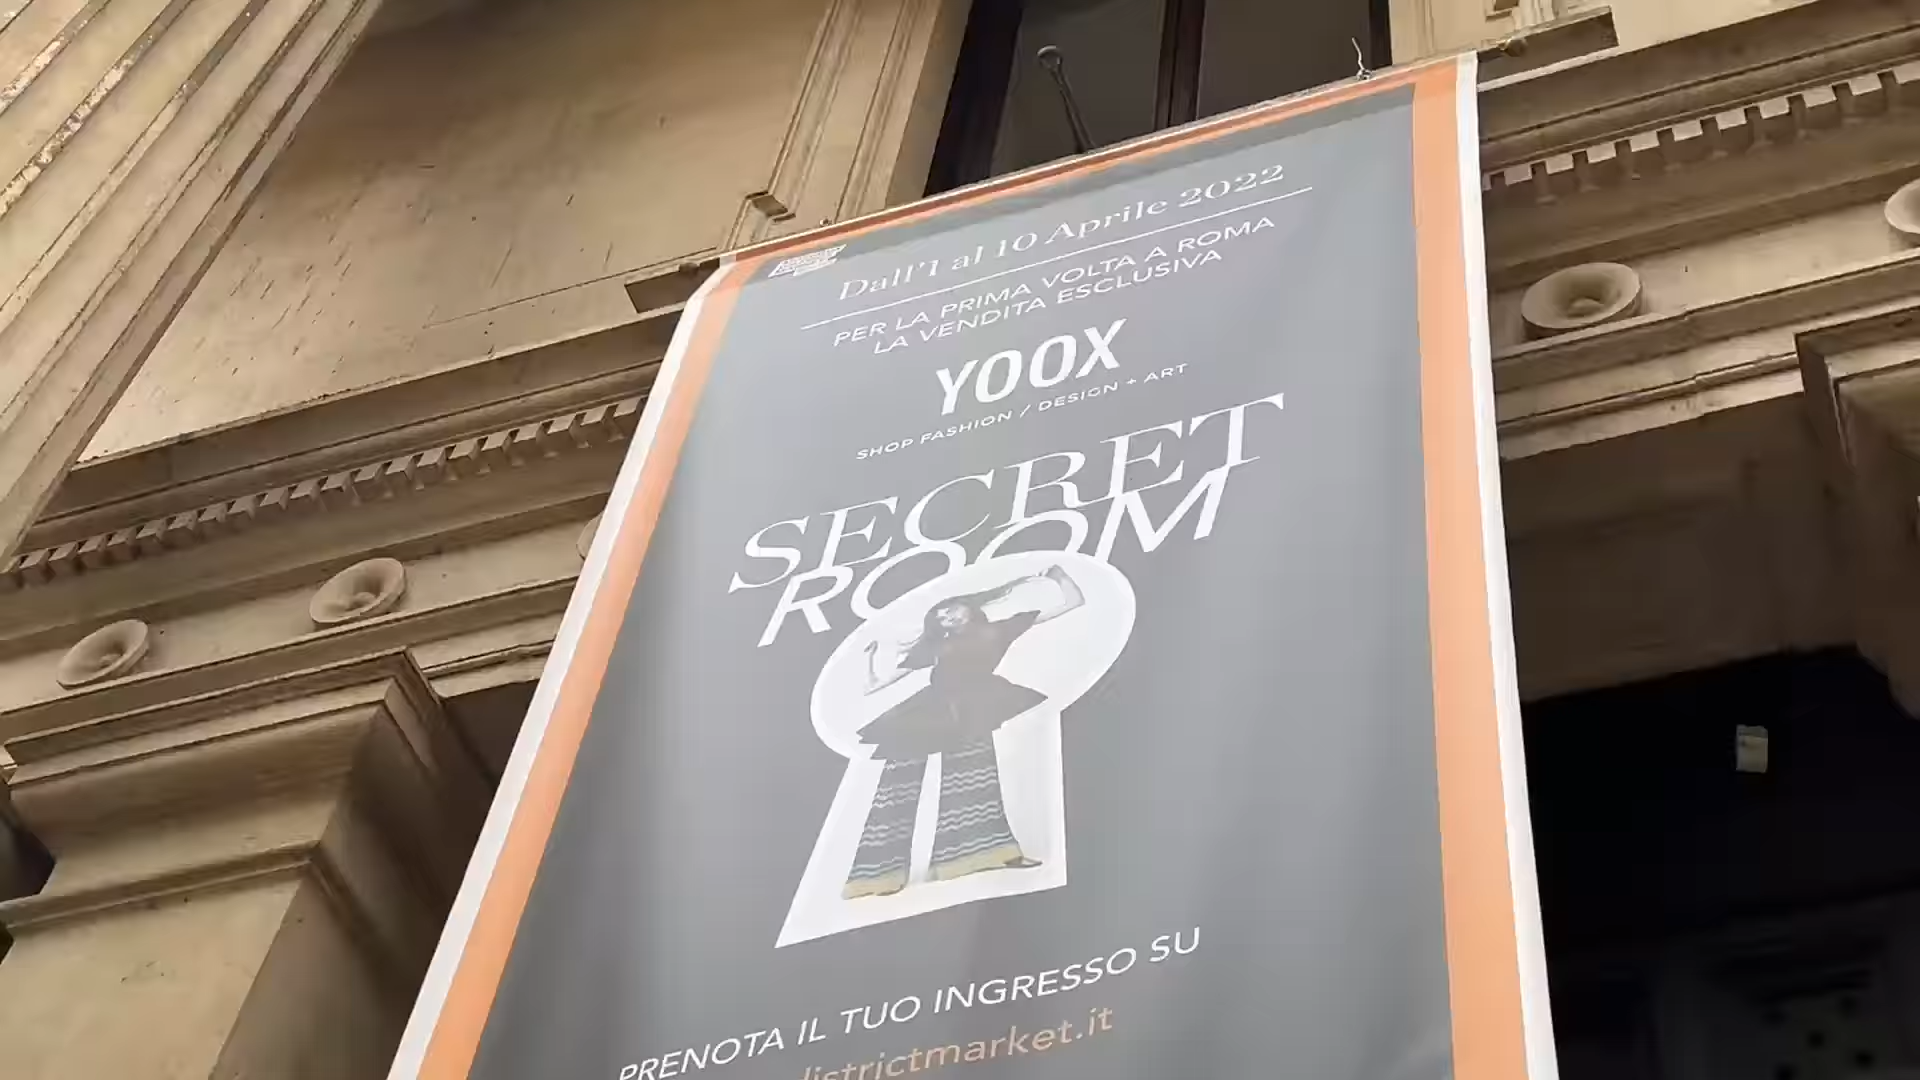 Dall'1 al 10 Aprile 2022
PER LA PRIMA VOLTA A ROMA
LA VENDITA ESCLUSIVA
YOOX
SHOP FASHION / DESIGN + ART
SECRET
ROOM
PRENOTA IL TUO INGRESSO SU
districtmarket.it